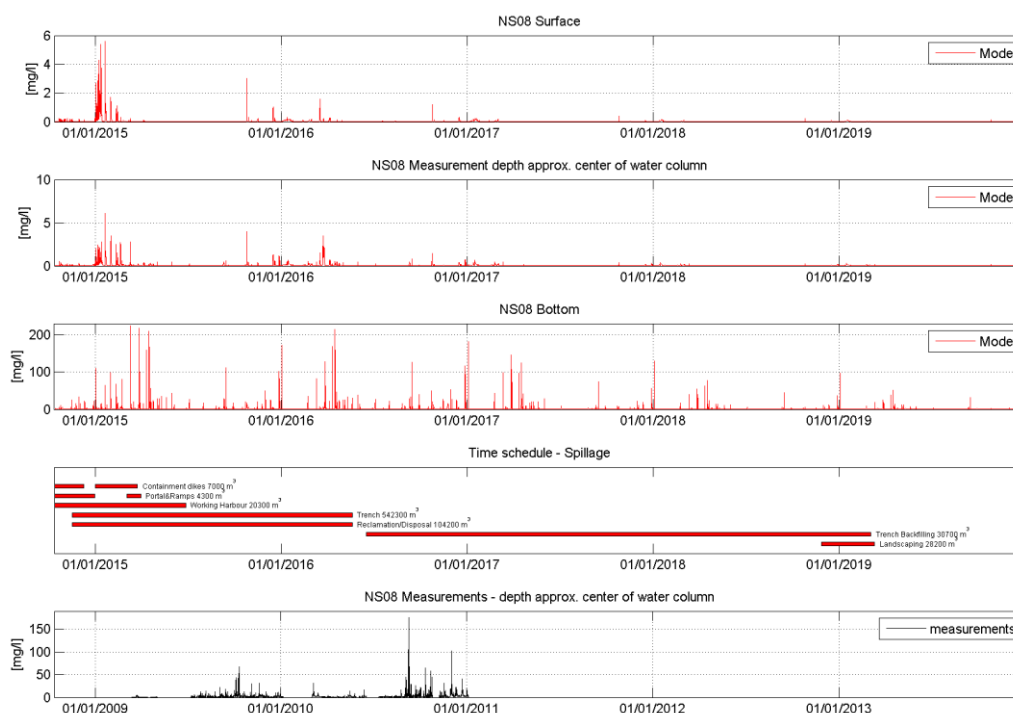 NS08 Surface
6
4
2
0
[mg/l]
Mode
01/01/2015 01/01/2016 01/01/2017 01/01/2018 01/01/2019
NS08 Measurement depth approx. center of water column
10
5
0
[mg/l]
Mode
01/01/2015 01/01/2016 01/01/2017 01/01/2018 01/01/2019
NS08 Bottom
200
100
0
[mg/l]
Mode
01/01/2015 01/01/2016 01/01/2017 01/01/2018 01/01/2019
Time schedule - Spillage
Containment dikes 7000 m³
Portal&Ramps 4300 m³
Working Harbour 20300 m³
Trench 542300 m³
Reclamation/Disposal 104200 m³
Trench Backfilling 30700 m³
Landscaping 28200 m³
01/01/2015 01/01/2016 01/01/2017 01/01/2018 01/01/2019
NS08 Measurements - depth approx. center of water column
150
100
50
0
[mg/l]
measurements
01/01/2009 01/01/2010 01/01/2011 01/01/2012 01/01/2013